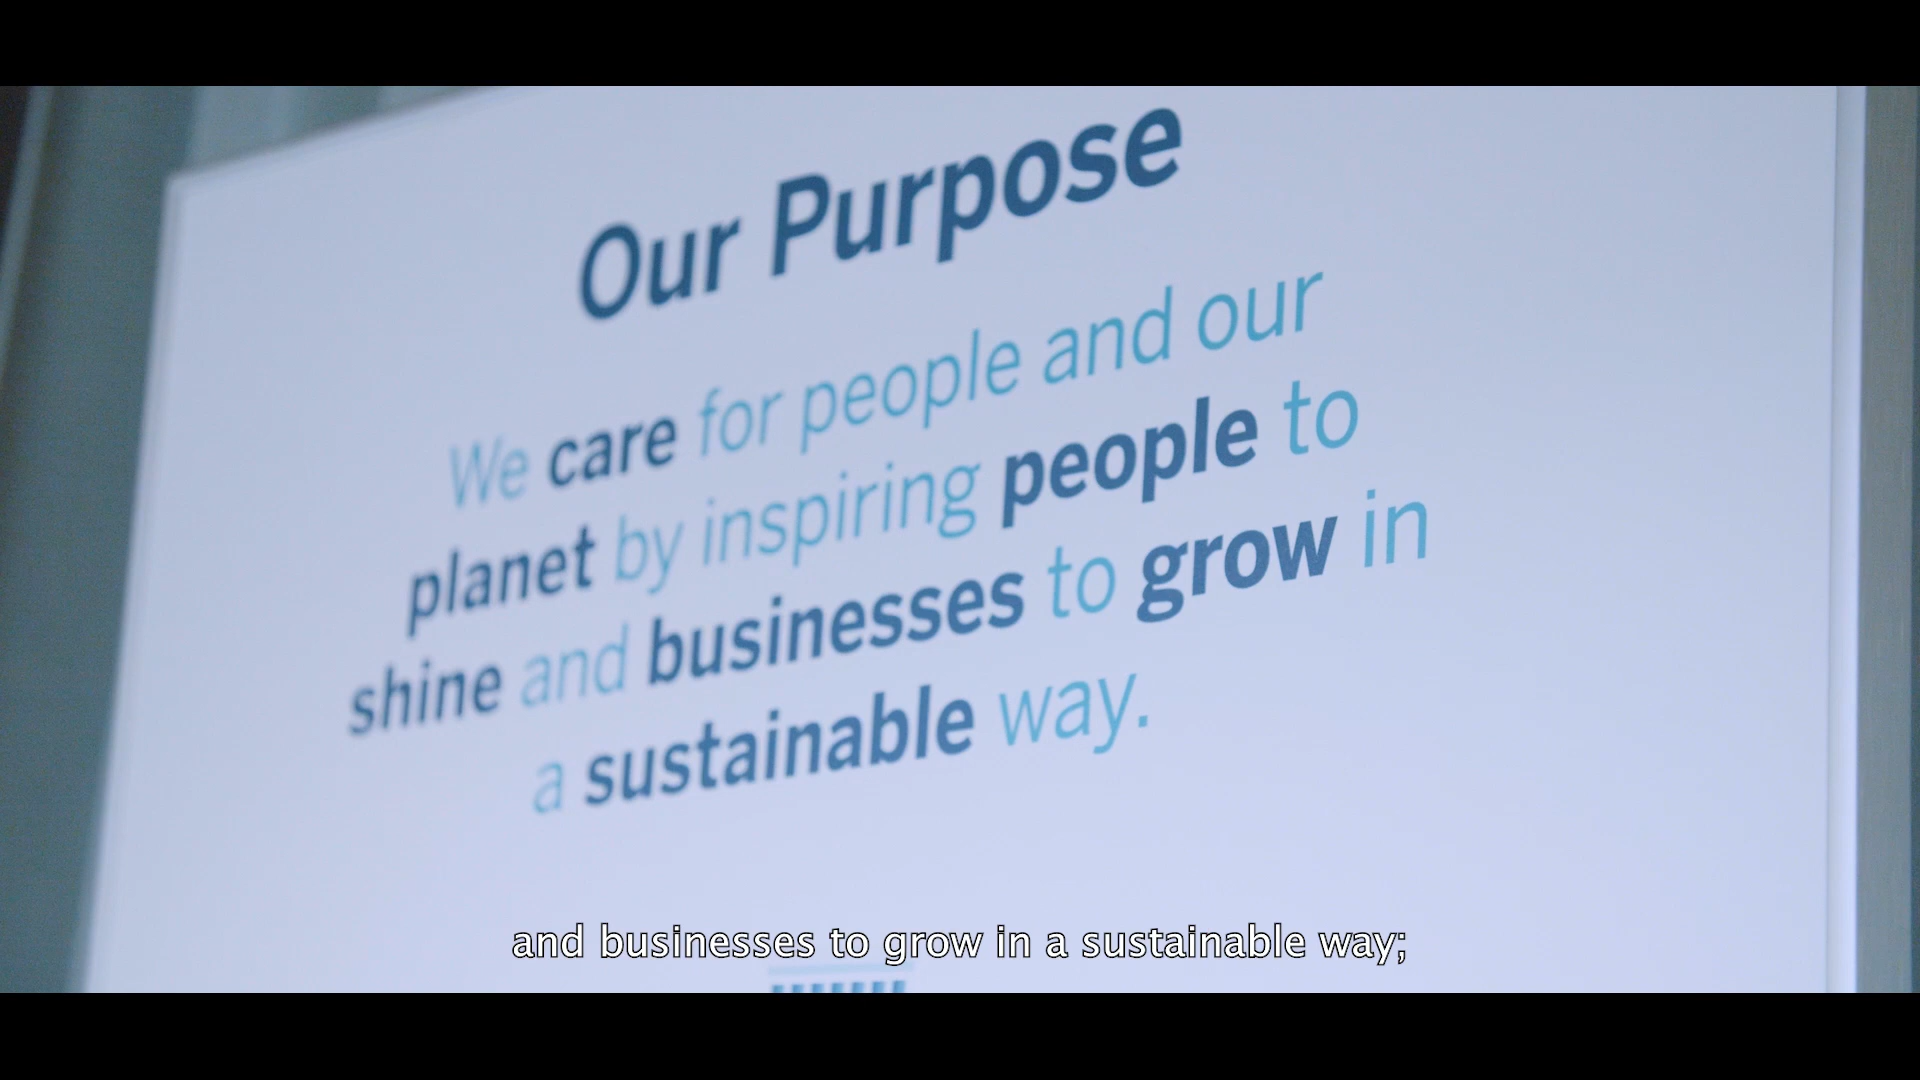 Our Purpose
We care for people and our
planet by inspiring people to
shine and businesses to grow in
a sustainable way.
and businesses to grow in a sustainable way;